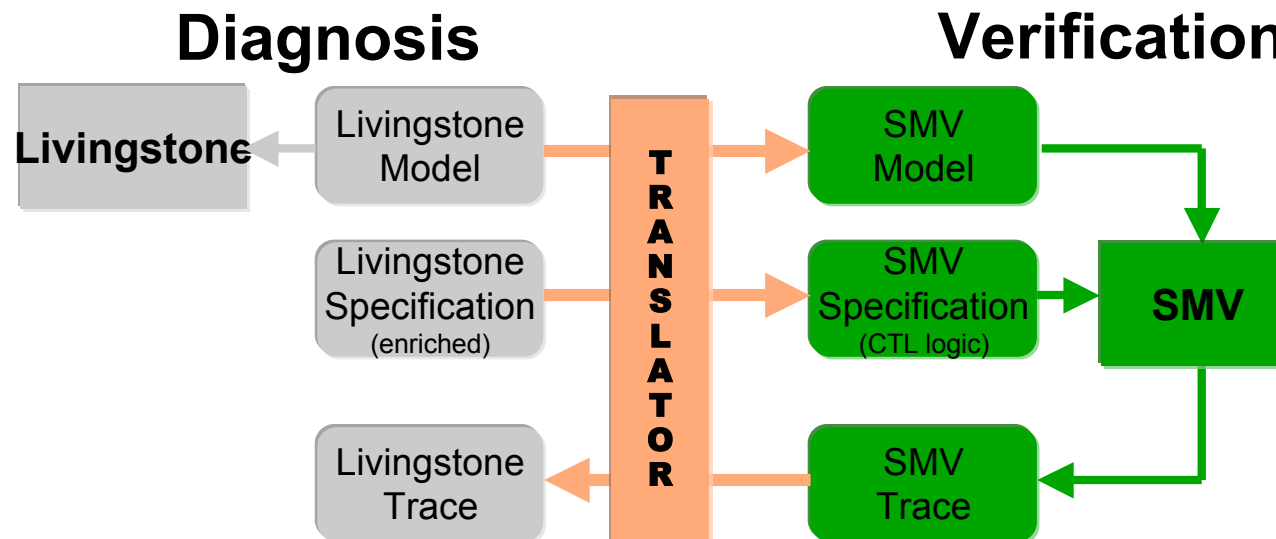 Diagnosis
Verification
Livingstone
Livingstone
Model
TRANSLATOR
SMV
Model
Livingstone
Specification
(enriched)
SMV
Specification
(CTL logic)
SMV
Livingstone
Trace
SMV
Trace